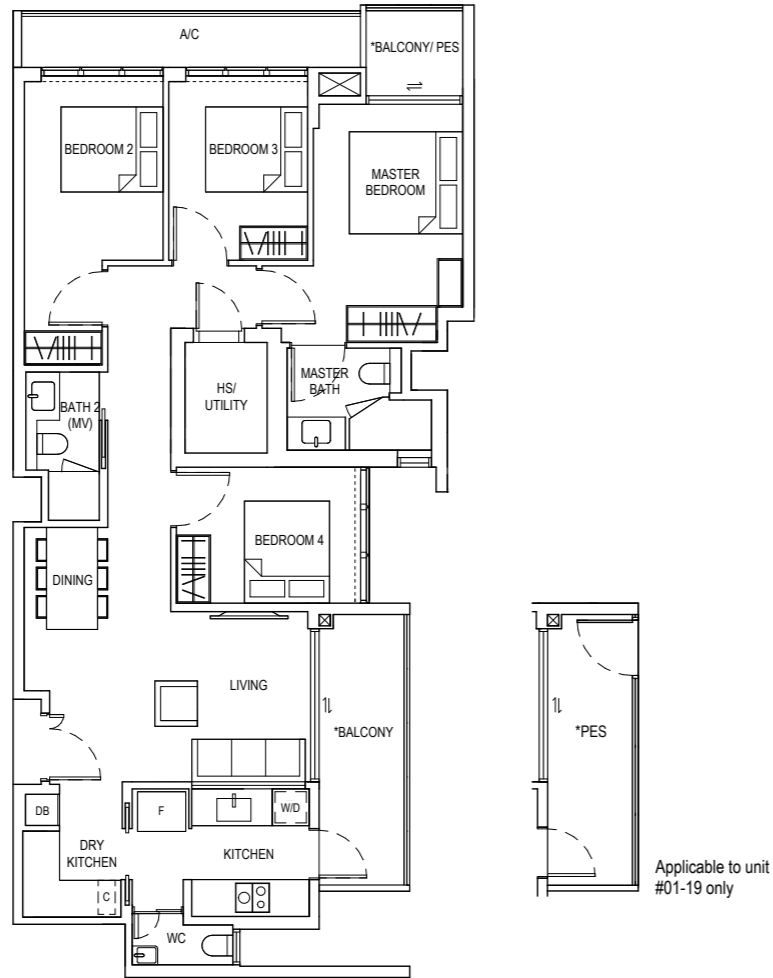 A/C
*BALCONY/ PES
BEDROOM 2
BEDROOM 3
MASTER
BEDROOM
HS/
UTILITY
MASTER
BATH
BATH 2
(MV)
BEDROOM 4
DINING
LIVING
*BALCONY
*PES
DB
F
W/D
DRY
KITCHEN
KITCHEN
C
WC
Applicable to unit
#01-19 only